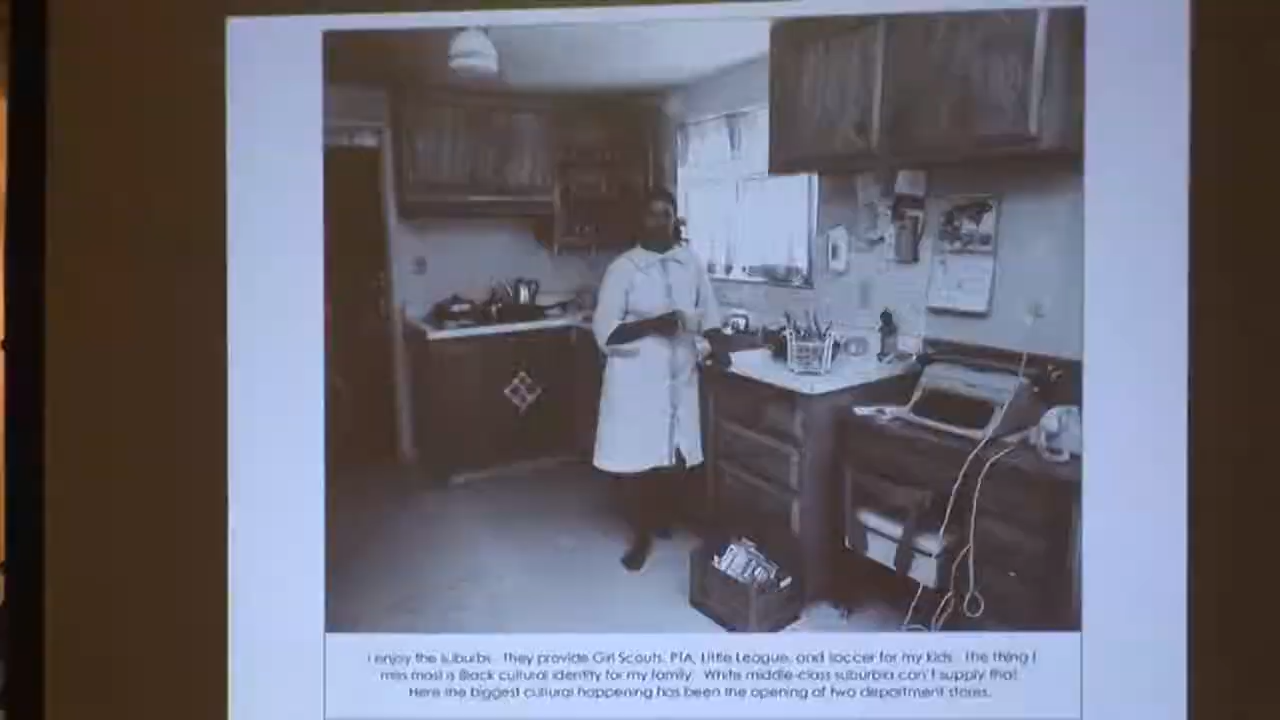 I enjoy the suburbs. They provide Girl Scouts, PTA, Little League, and soccer for my kids. The thing I
miss most is Black cultural identity for my family. White middle-class suburbia can't supply that.
Here the biggest cultural happening has been the opening of two department stores.